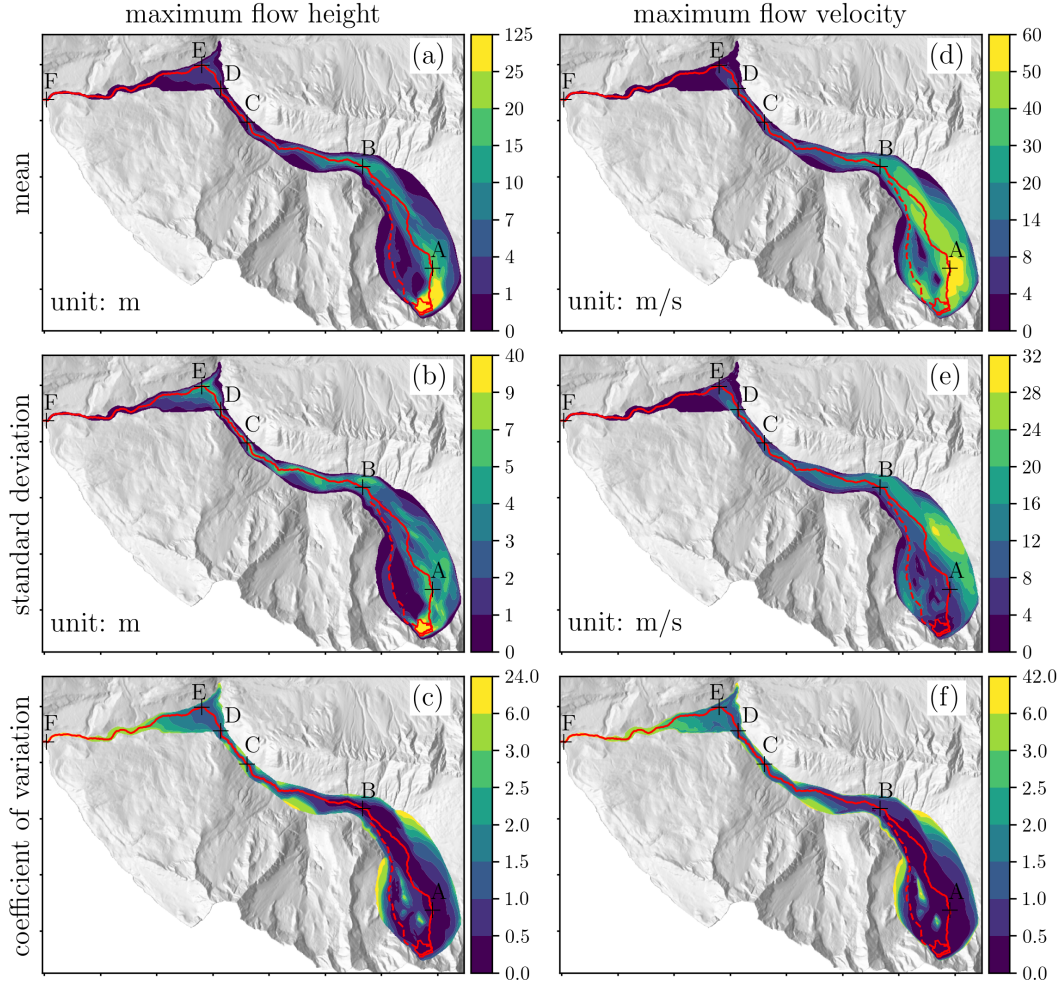 maximum flow height
maximum flow velocity
mean
(a)
A
B
C
D
E
F
unit: m
125
25
20
15
10
7
4
1
0
(d)
A
B
C
D
E
F
unit: m/s
60
50
40
30
20
14
8
4
0
standard deviation
(b)
A
B
C
D
E
F
unit: m
40
9
7
5
4
3
2
1
0
(e)
A
B
C
D
E
F
unit: m/s
32
28
24
20
16
12
8
4
0
coefficient of variation
(c)
A
B
C
D
E
F
24.0
6.0
3.0
2.5
2.0
1.5
1.0
0.5
0.0
(f)
A
B
C
D
E
F
42.0
6.0
3.0
2.5
2.0
1.5
1.0
0.5
0.0